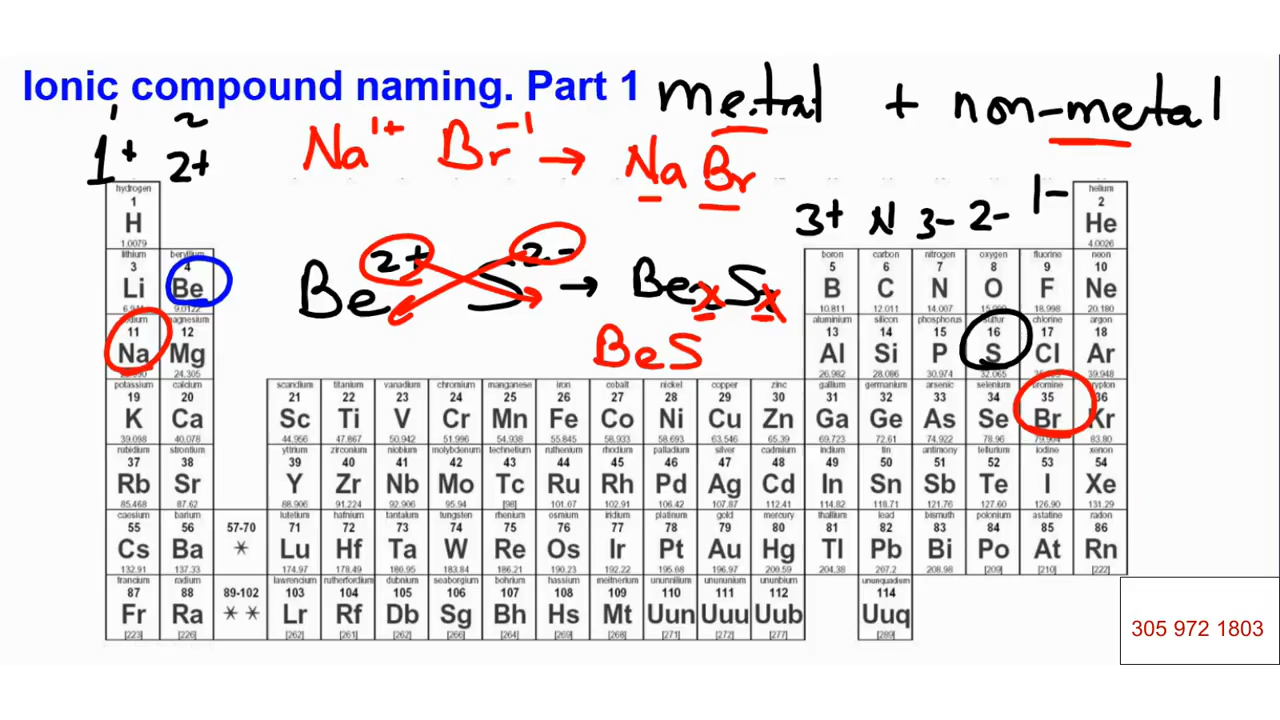 Ionic compound naming. Part 1 metal + non-metal
1 2
1+ 2+ Na1+ Br-1 → NaBr
3+ N 3- 2- 1-
Be2+ S2- → Be2S2
BeS
hydrogen helium
1 2
H He
1.0079 4.0026
lithium beryllium boron carbon nitrogen oxygen fluorine neon
3 4 5 6 7 8 9 10
Li Be B C N O F Ne
9.0122 10.811 12.011 14.007 15.999 18.998 20.180
magnesium aluminium silicon phosphorus sulfur chlorine argon
11 12 13 14 15 16 17 18
Na Mg Al Si P S Cl Ar
24.305 26.982 28.086 30.974 32.065 35.453 39.948
potassium calcium scandium titanium vanadium chromium manganese iron cobalt nickel copper zinc gallium germanium arsenic selenium bromine krypton
19 20 21 22 23 24 25 26 27 28 29 30 31 32 33 34 35 36
K Ca Sc Ti V Cr Mn Fe Co Ni Cu Zn Ga Ge As Se Br Kr
39.098 40.078 44.956 47.867 50.942 51.996 54.938 55.845 58.933 58.693 63.546 65.39 69.723 72.61 74.922 78.96 79.904 83.80
rubidium strontium yttrium zirconium niobium molybdenum technetium ruthenium rhodium palladium silver cadmium indium tin antimony tellurium iodine xenon
37 38 39 40 41 42 43 44 45 46 47 48 49 50 51 52 53 54
Rb Sr Y Zr Nb Mo Tc Ru Rh Pd Ag Cd In Sn Sb Te I Xe
85.468 87.62 88.906 91.224 92.906 95.94 [98] 101.07 102.91 106.42 107.87 112.41 114.82 118.71 121.76 127.60 126.90 131.29
caesium barium lutetium hafnium tantalum tungsten rhenium osmium iridium platinum gold mercury thallium lead bismuth polonium astatine radon
55 56 57-70 71 72 73 74 75 76 77 78 79 80 81 82 83 84 85 86
Cs Ba * Lu Hf Ta W Re Os Ir Pt Au Hg Tl Pb Bi Po At Rn
132.91 137.33 174.97 178.49 180.95 183.84 186.21 190.23 192.22 195.08 196.97 200.59 204.38 207.2 208.98 [209] [210] [222]
francium radium lawrencium rutherfordium dubnium seaborgium bohrium hassium meitnerium ununnilium unununium ununbium ununquadium
87 88 89-102 103 104 105 106 107 108 109 110 111 112 114
Fr Ra * * Lr Rf Db Sg Bh Hs Mt Uun Uuu Uub Uuq
[223] [226] [262] [261] [262] [266] [264] [269] [268] [271] [272] [277] [289]
305 972 1803